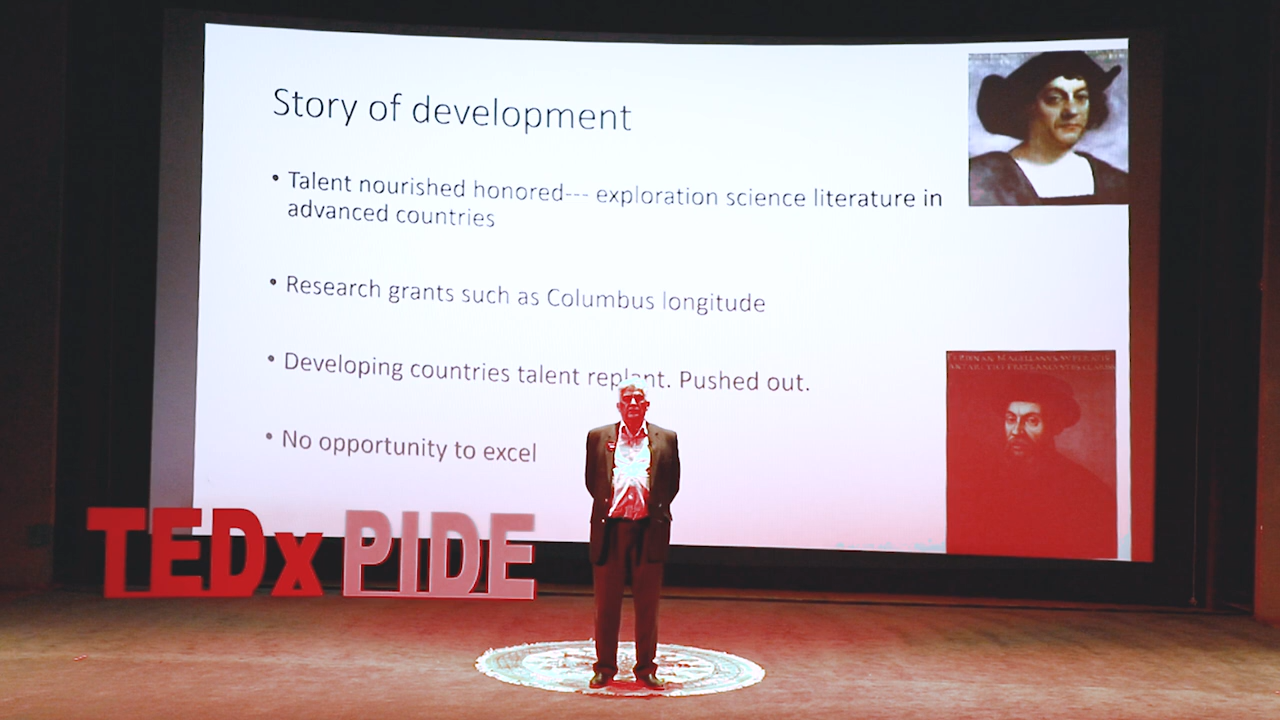 Story of development
• Talent nourished honored--- exploration science literature in
advanced countries
• Research grants such as Columbus longitude
• Developing countries talent replant. Pushed out.
• No opportunity to excel
TEDx PIDE